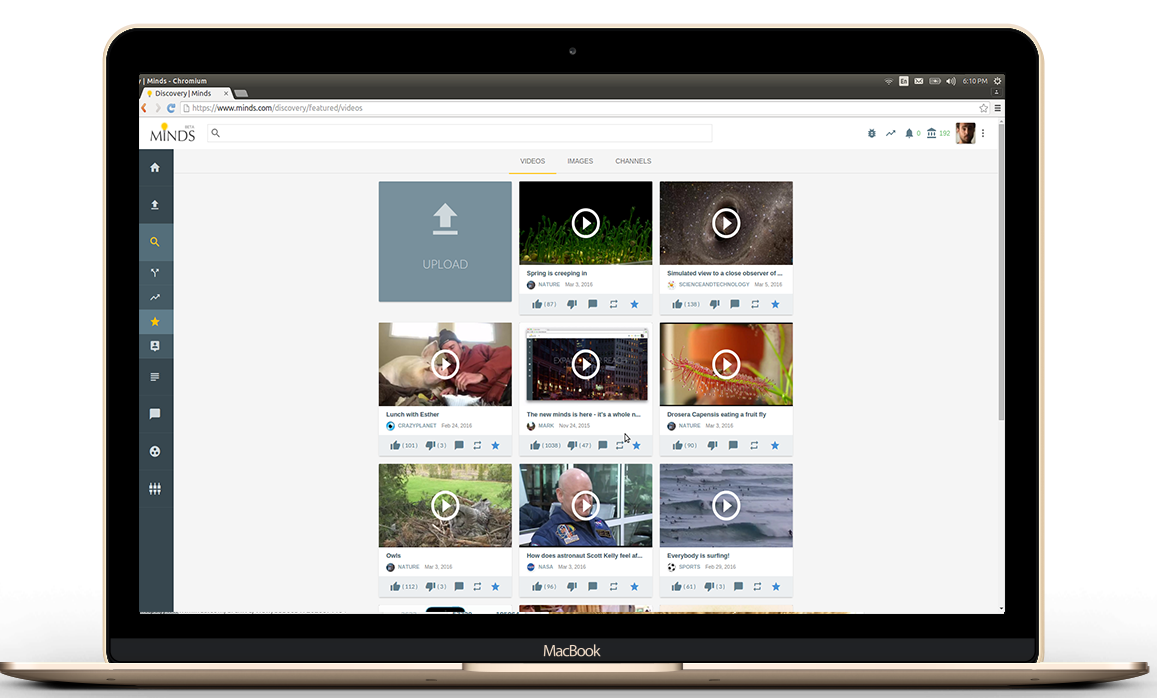 / | Minds - Chromium
En
6:10 PM
Discovery | Minds
https://www.minds.com/discovery/featured/videos
MINDS
BETA
0
192
VIDEOS
IMAGES
CHANNELS
UPLOAD
Spring is creeping in
NATURE Mar 3, 2016
(87)
Simulated view to a close observer of ...
SCIENCEANDTECHNOLOGY Mar 5, 2016
(138)
Lunch with Esther
CRAZYPLANET Feb 24, 2016
(101) (3)
The new minds is here - it's a whole n...
MARK Nov 24, 2015
(1038) (47)
Drosera Capensis eating a fruit fly
NATURE Mar 3, 2016
(90)
Owls
NATURE Mar 3, 2016
(112) (3)
How does astronaut Scott Kelly feel af...
NASA Mar 3, 2016
(96)
Everybody is surfing!
SPORTS Feb 29, 2016
(61) (3)
MacBook